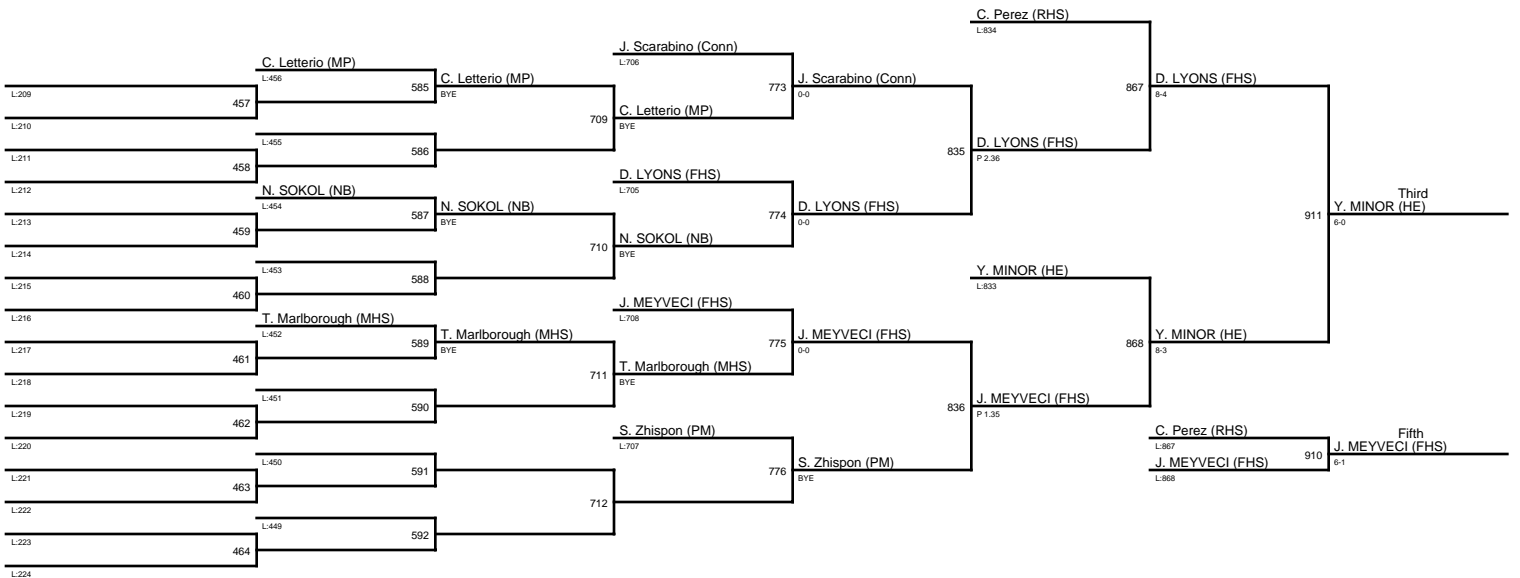 L:209
L:210
457
L:211
L:212
458
L:213
L:214
459
L:215
L:216
460
L:217
L:218
461
L:219
L:220
462
L:221
L:222
463
L:223
L:224
464
C. Letterio (MP)
L:456
585
L:455
586
N. SOKOL (NB)
L:454
587
L:453
588
T. Marlborough (MHS)
L:452
589
L:451
590
L:450
591
L:449
592
C. Letterio (MP)
BYE
709
N. SOKOL (NB)
BYE
710
T. Marlborough (MHS)
BYE
711
712
J. Scarabino (Conn)
L:706
773
C. Letterio (MP)
BYE
D. LYONS (FHS)
L:705
774
N. SOKOL (NB)
BYE
J. MEYVECI (FHS)
L:708
775
T. Marlborough (MHS)
BYE
S. Zhispon (PM)
L:707
776
J. Scarabino (Conn)
0-0
835
D. LYONS (FHS)
0-0
J. MEYVECI (FHS)
0-0
836
S. Zhispon (PM)
BYE
C. Perez (RHS)
L:834
867
D. LYONS (FHS)
P 2.36
Y. MINOR (HE)
L:833
868
J. MEYVECI (FHS)
P 1.35
D. LYONS (FHS)
8-4
911
Y. MINOR (HE)
8-3
Third
Y. MINOR (HE)
6-0
C. Perez (RHS)
L:867
910
J. MEYVECI (FHS)
L:868
Fifth
J. MEYVECI (FHS)
6-1